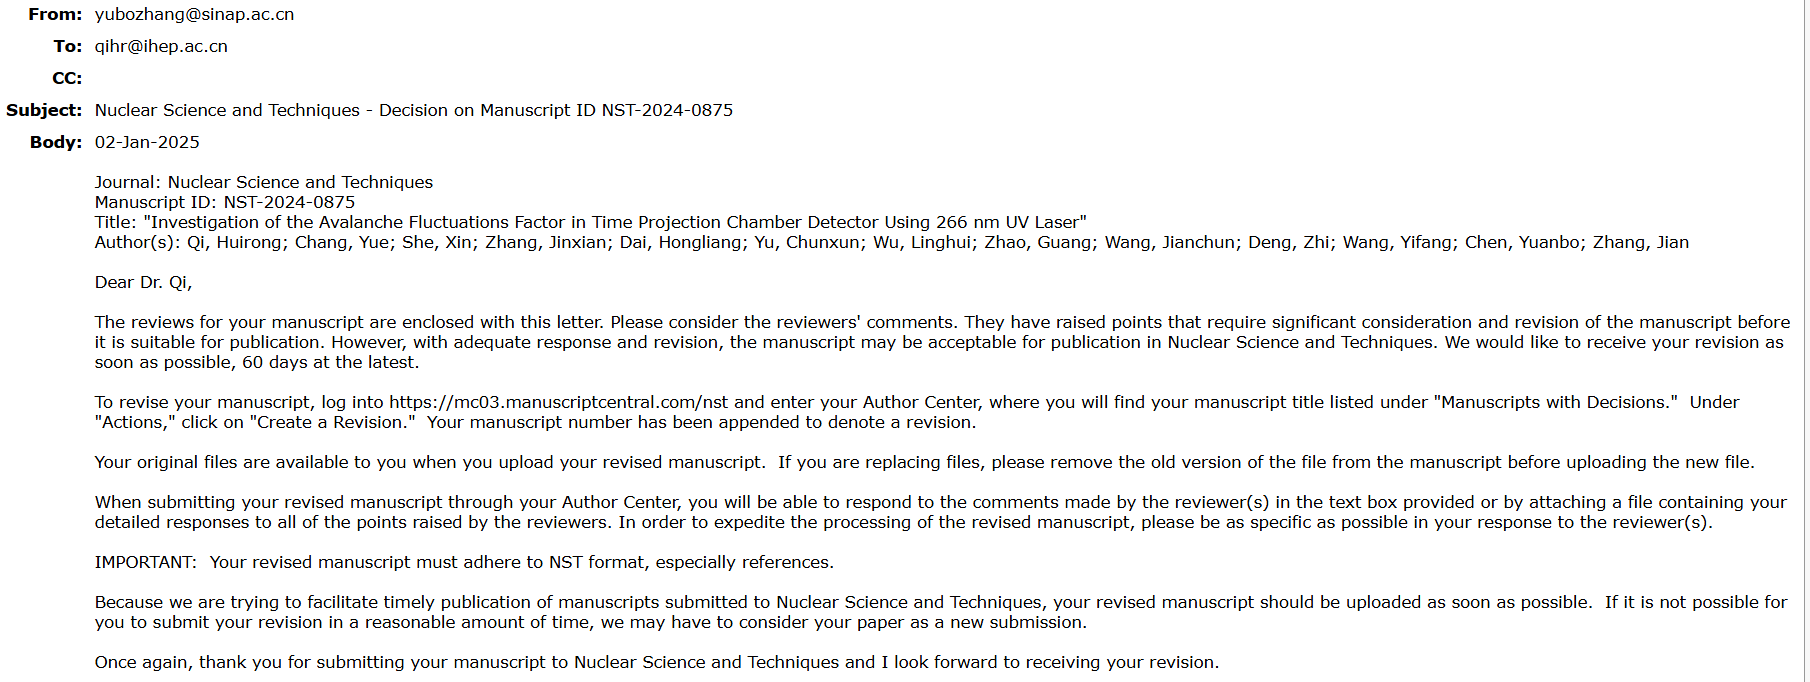 From: yubozhang@sinap.ac.cn
To: qihr@ihep.ac.cn
CC:
Subject: Nuclear Science and Techniques - Decision on Manuscript ID NST-2024-0875
Body: 02-Jan-2025
Journal: Nuclear Science and Techniques
Manuscript ID: NST-2024-0875
Title: "Investigation of the Avalanche Fluctuations Factor in Time Projection Chamber Detector Using 266 nm UV Laser"
Author(s): Qi, Huirong; Chang, Yue; She, Xin; Zhang, Jinxian; Dai, Hongliang; Yu, Chunxun; Wu, Linghui; Zhao, Guang; Wang, Jianchun; Deng, Zhi; Wang, Yifang; Chen, Yuanbo; Zhang, Jian
Dear Dr. Qi,
The reviews for your manuscript are enclosed with this letter. Please consider the reviewers' comments. They have raised points that require significant consideration and revision of the manuscript before
it is suitable for publication. However, with adequate response and revision, the manuscript may be acceptable for publication in Nuclear Science and Techniques. We would like to receive your revision as
soon as possible, 60 days at the latest.
To revise your manuscript, log into https://mc03.manuscriptcentral.com/nst and enter your Author Center, where you will find your manuscript title listed under "Manuscripts with Decisions."  Under
"Actions," click on "Create a Revision."  Your manuscript number has been appended to denote a revision.
Your original files are available to you when you upload your revised manuscript.  If you are replacing files, please remove the old version of the file from the manuscript before uploading the new file.
When submitting your revised manuscript through your Author Center, you will be able to respond to the comments made by the reviewer(s) in the text box provided or by attaching a file containing your
detailed responses to all of the points raised by the reviewers. In order to expedite the processing of the revised manuscript, please be as specific as possible in your response to the reviewer(s).
IMPORTANT:  Your revised manuscript must adhere to NST format, especially references.
Because we are trying to facilitate timely publication of manuscripts submitted to Nuclear Science and Techniques, your revised manuscript should be uploaded as soon as possible.  If it is not possible for
you to submit your revision in a reasonable amount of time, we may have to consider your paper as a new submission.
Once again, thank you for submitting your manuscript to Nuclear Science and Techniques and I look forward to receiving your revision.